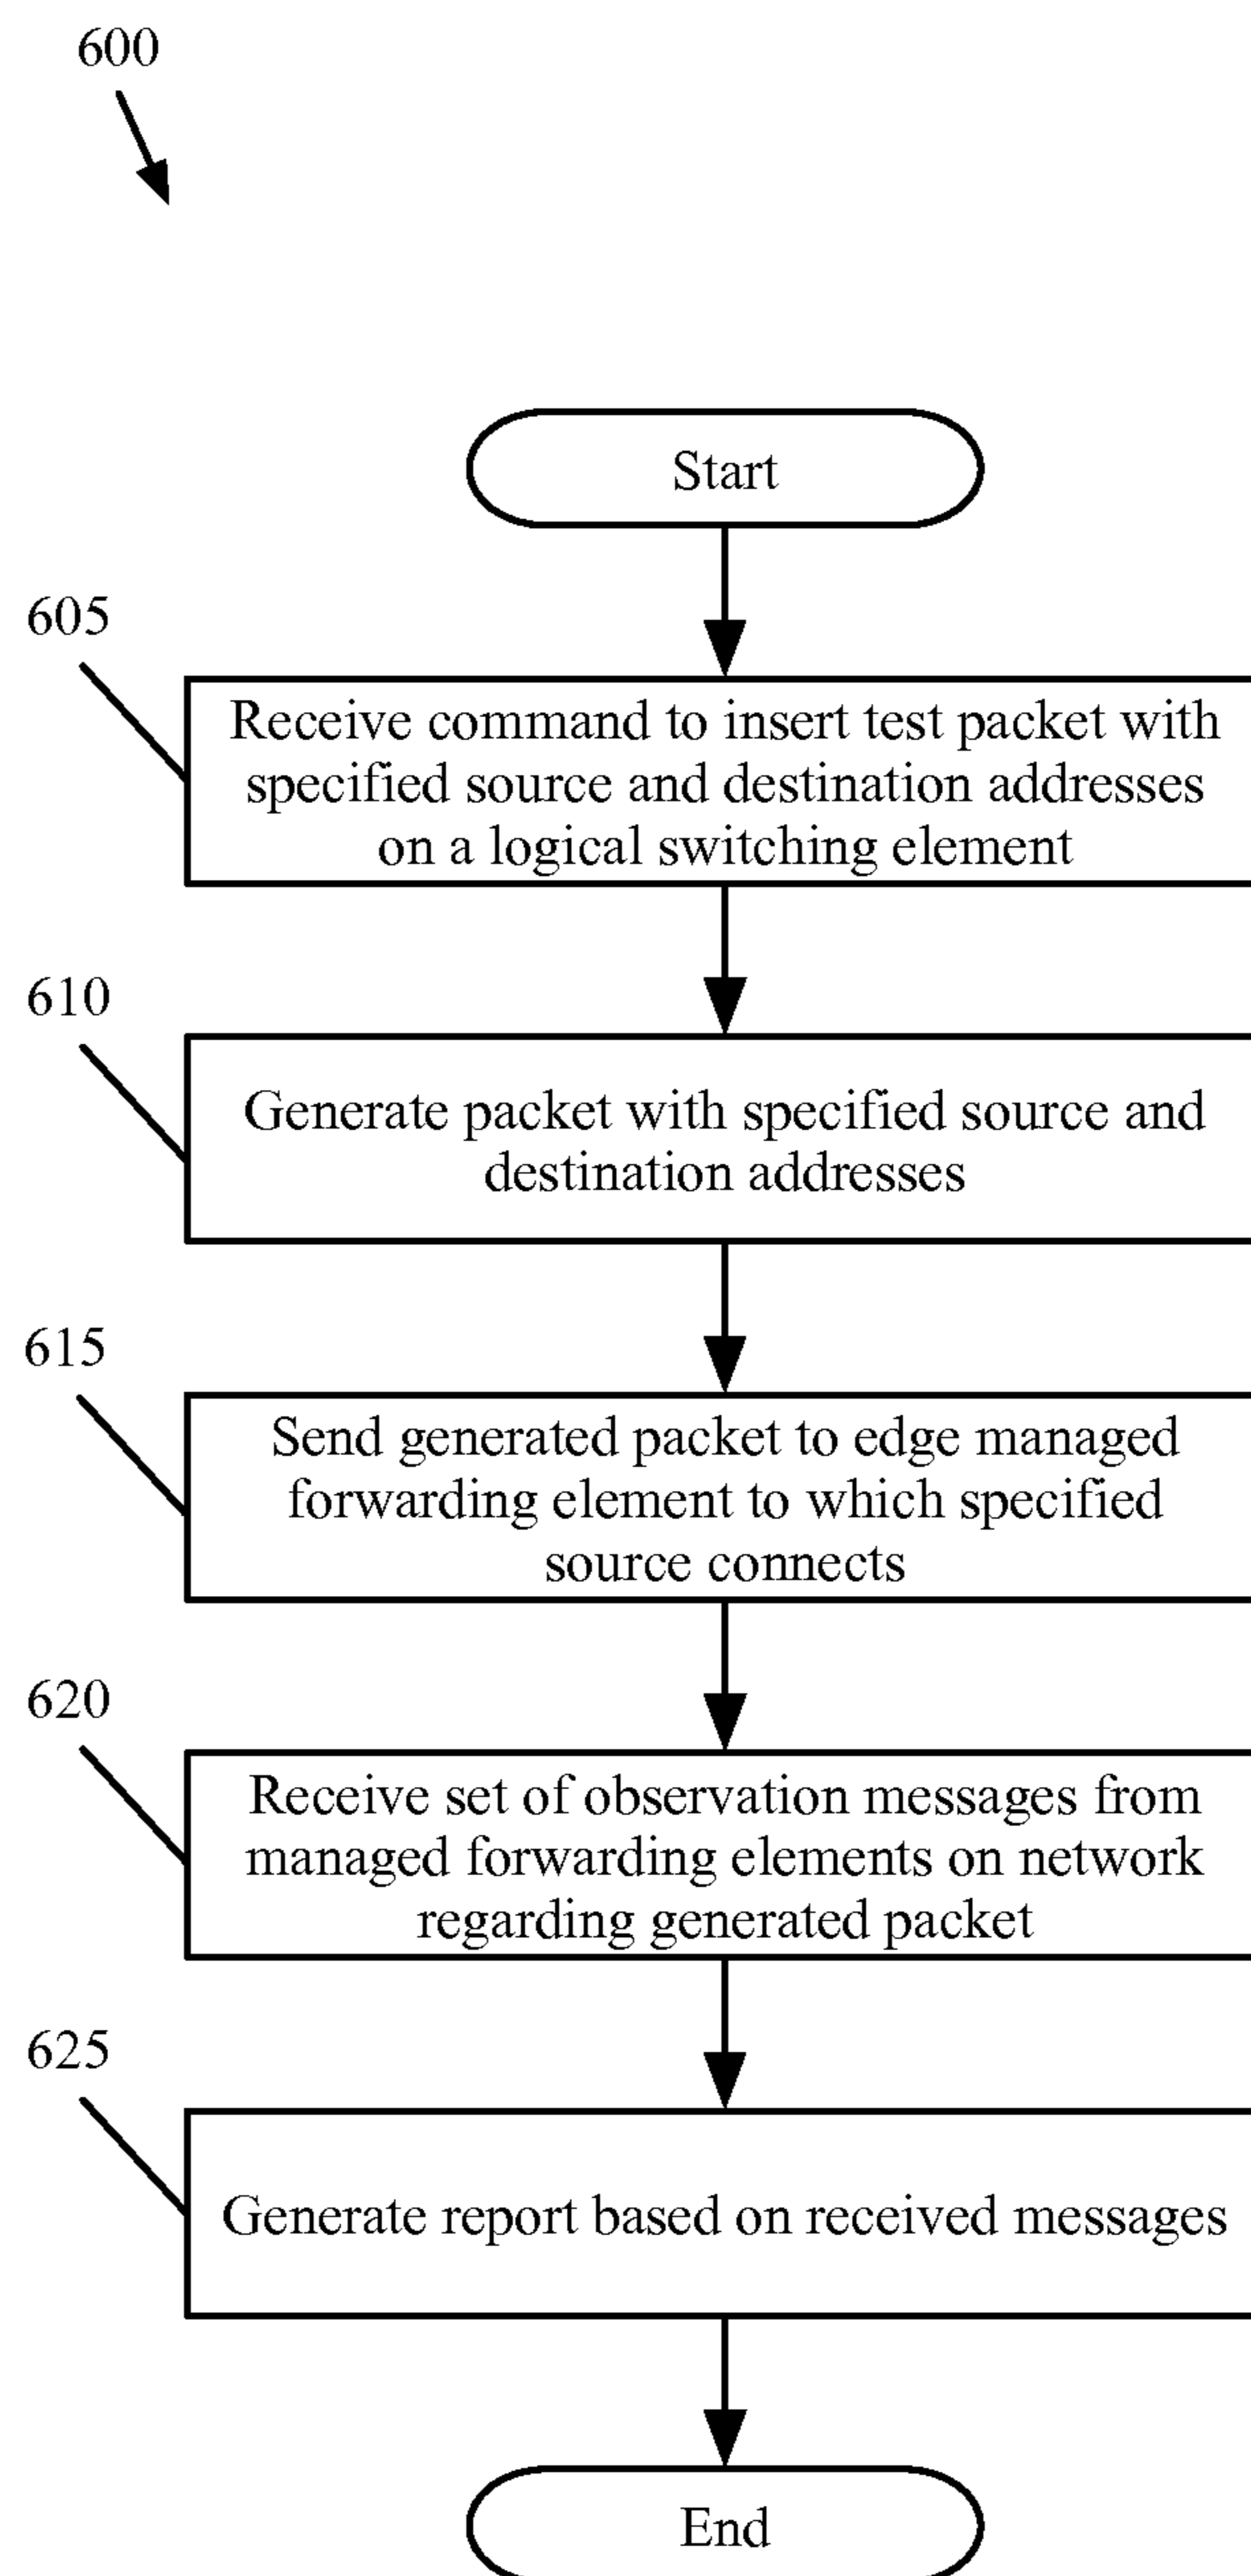 600
Start
605
Receive command to insert test packet with
specified source and destination addresses
on a logical switching element
610
Generate packet with specified source and
destination addresses
615
Send generated packet to edge managed
forwarding element to which specified
source connects
620
Receive set of observation messages from
managed forwarding elements on network
regarding generated packet
625
Generate report based on received messages
End